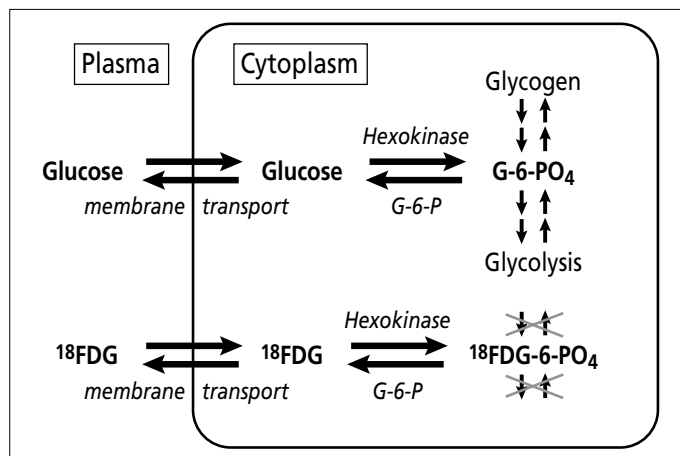 Plasma Cytoplasm
Glycogen
Hexokinase
Glucose Glucose G-6-PO₄
membrane transport G-6-P
Glycolysis
Hexokinase
¹⁸FDG ¹⁸FDG ¹⁸FDG-6-PO₄
membrane transport G-6-P